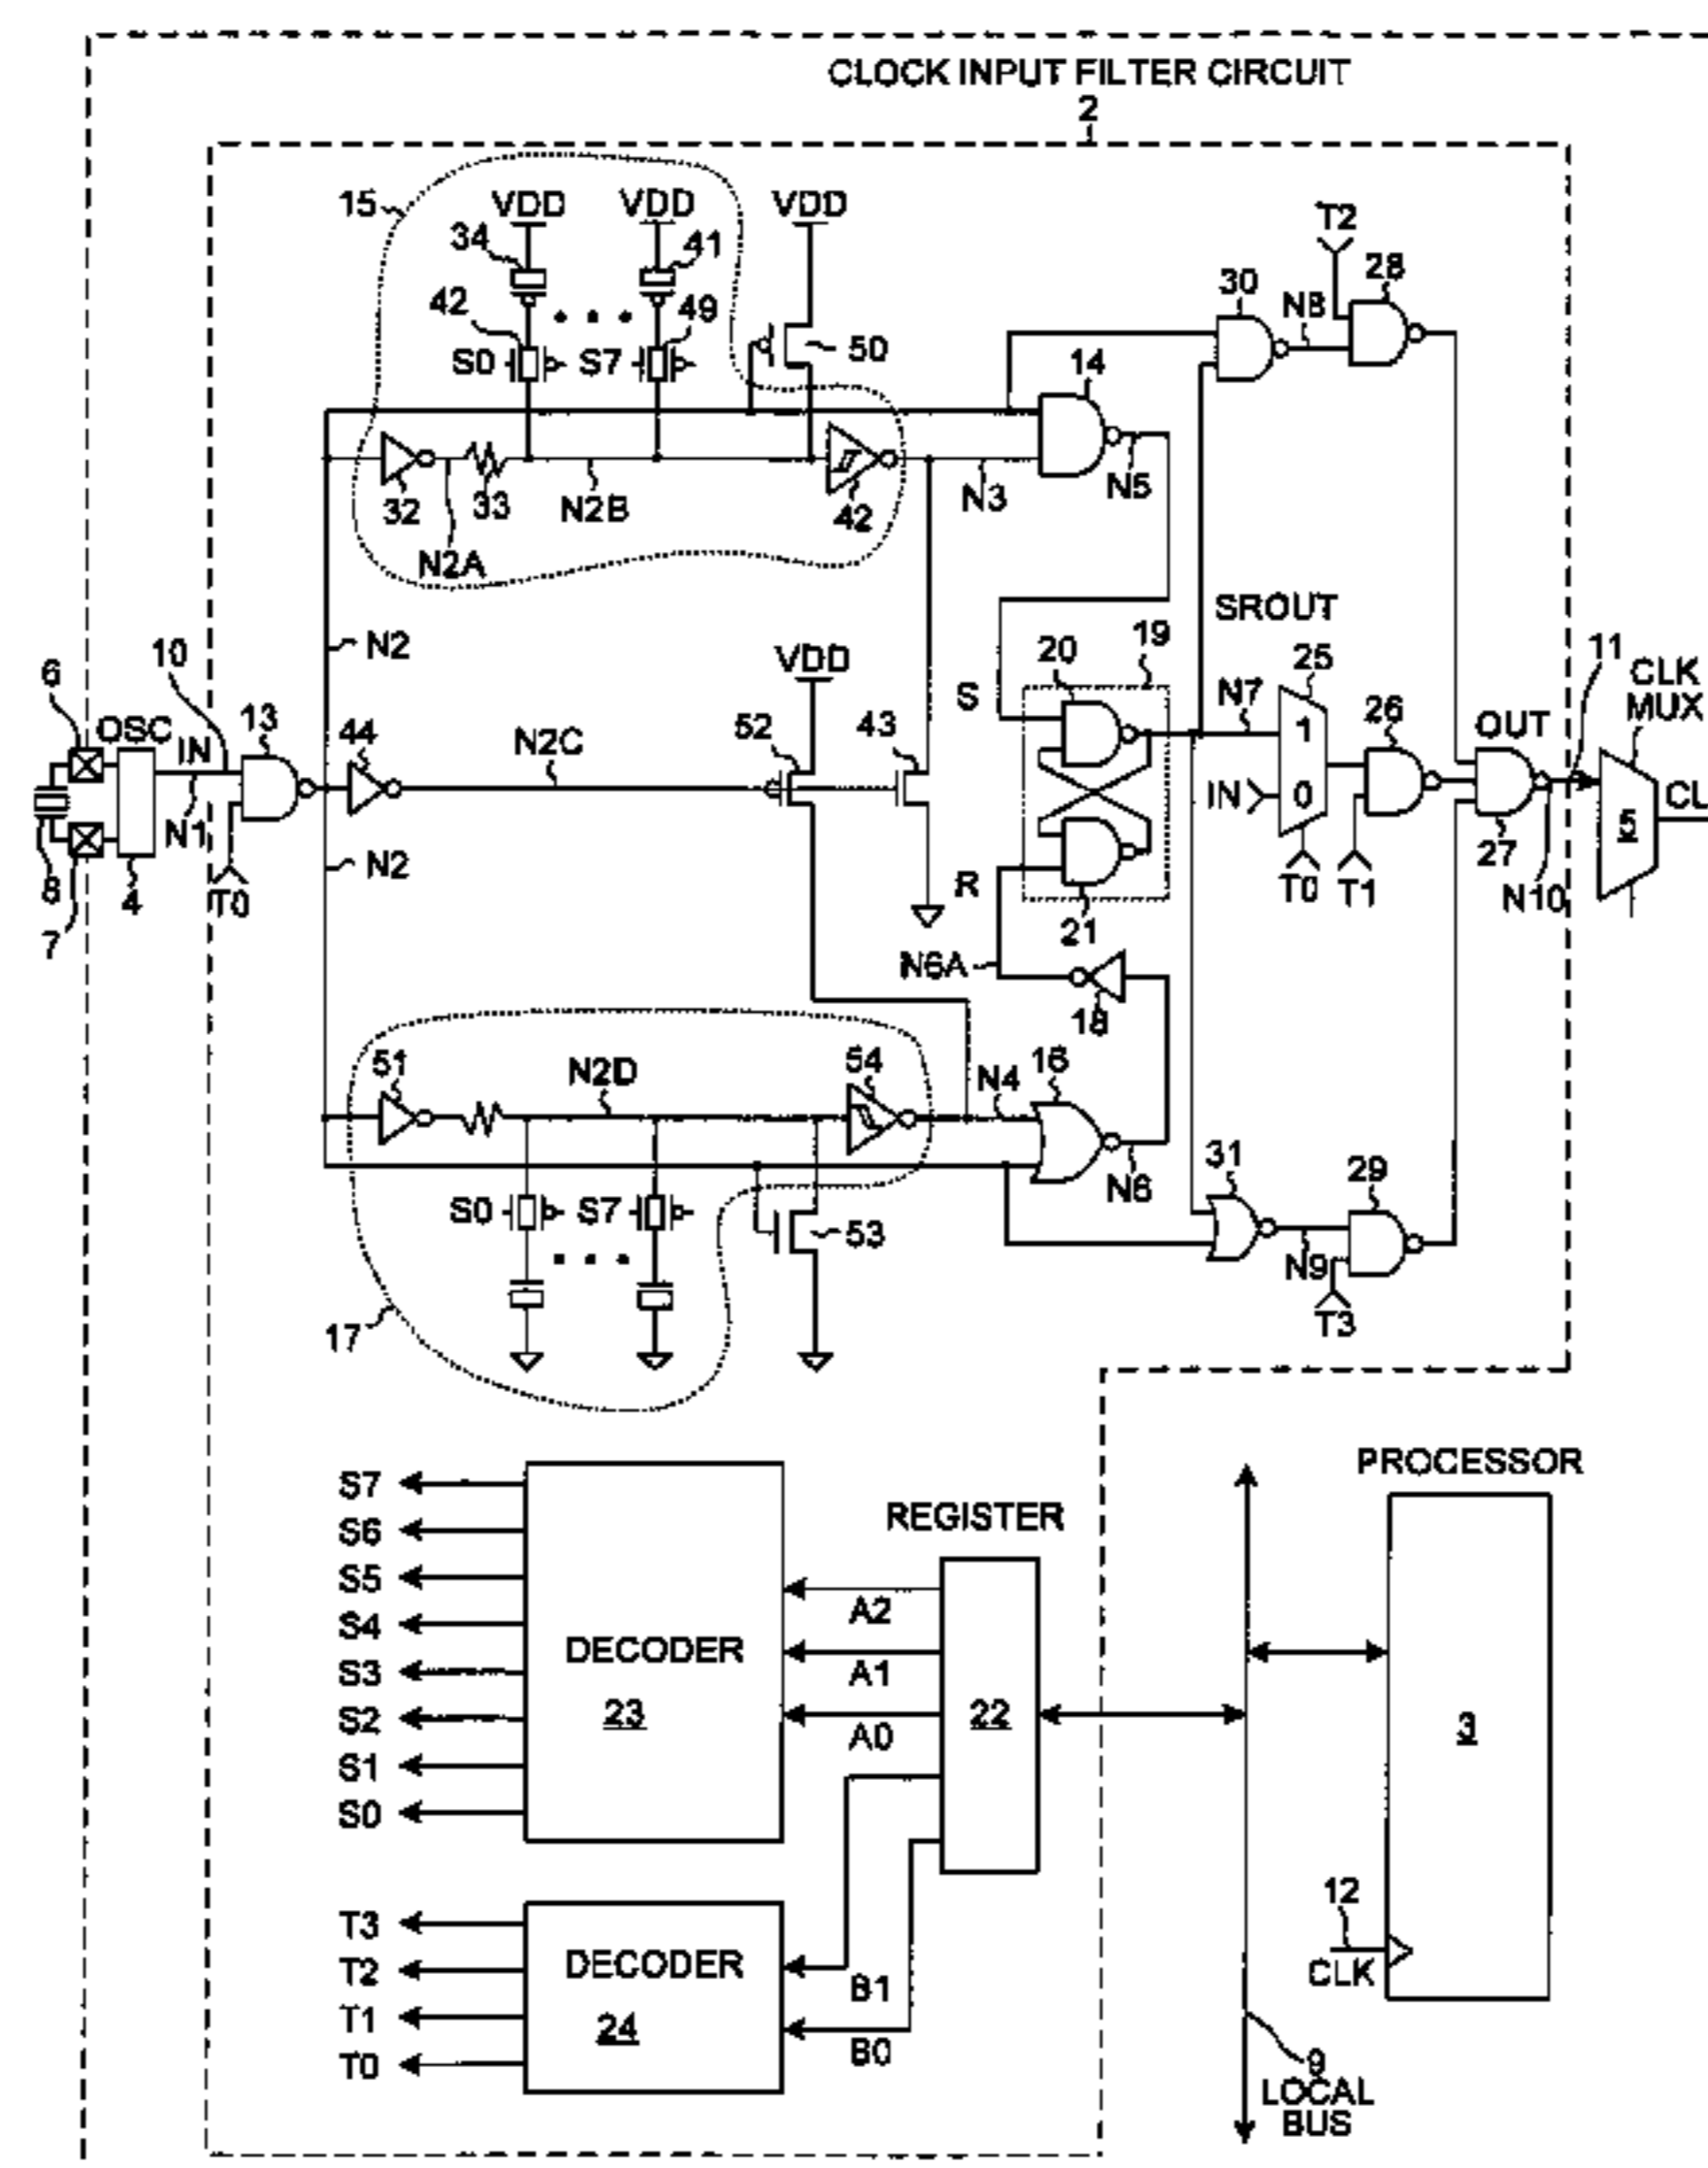 CLOCK INPUT FILTER CIRCUIT
2
15
VDD VDD VDD
34 41
T2
28
30
N8
42 49
S0 S7 50
14
32 33 N2B 42 N3 N5
N2A
SROUT
19
N2
10
6
OSC
IN
13
44
N2C
VDD
52 43
S
20
N7
25
26
OUT
11
CLK
MUX
1
IN 0
5
CL
N1
8 4 T0
7
N2
R
21
T0 T1
27
N10
N6A
18
51
N2D
54
N4
16
N6
31
29
S0 S7
53
N9
T3
17
S7
S6
S5
S4
S3
S2
S1
S0
DECODER
23
REGISTER
A2
A1
A0
22
PROCESSOR
3
T3
T2
T1
T0
DECODER
24
B1
B0
12
CLK
9
LOCAL
BUS